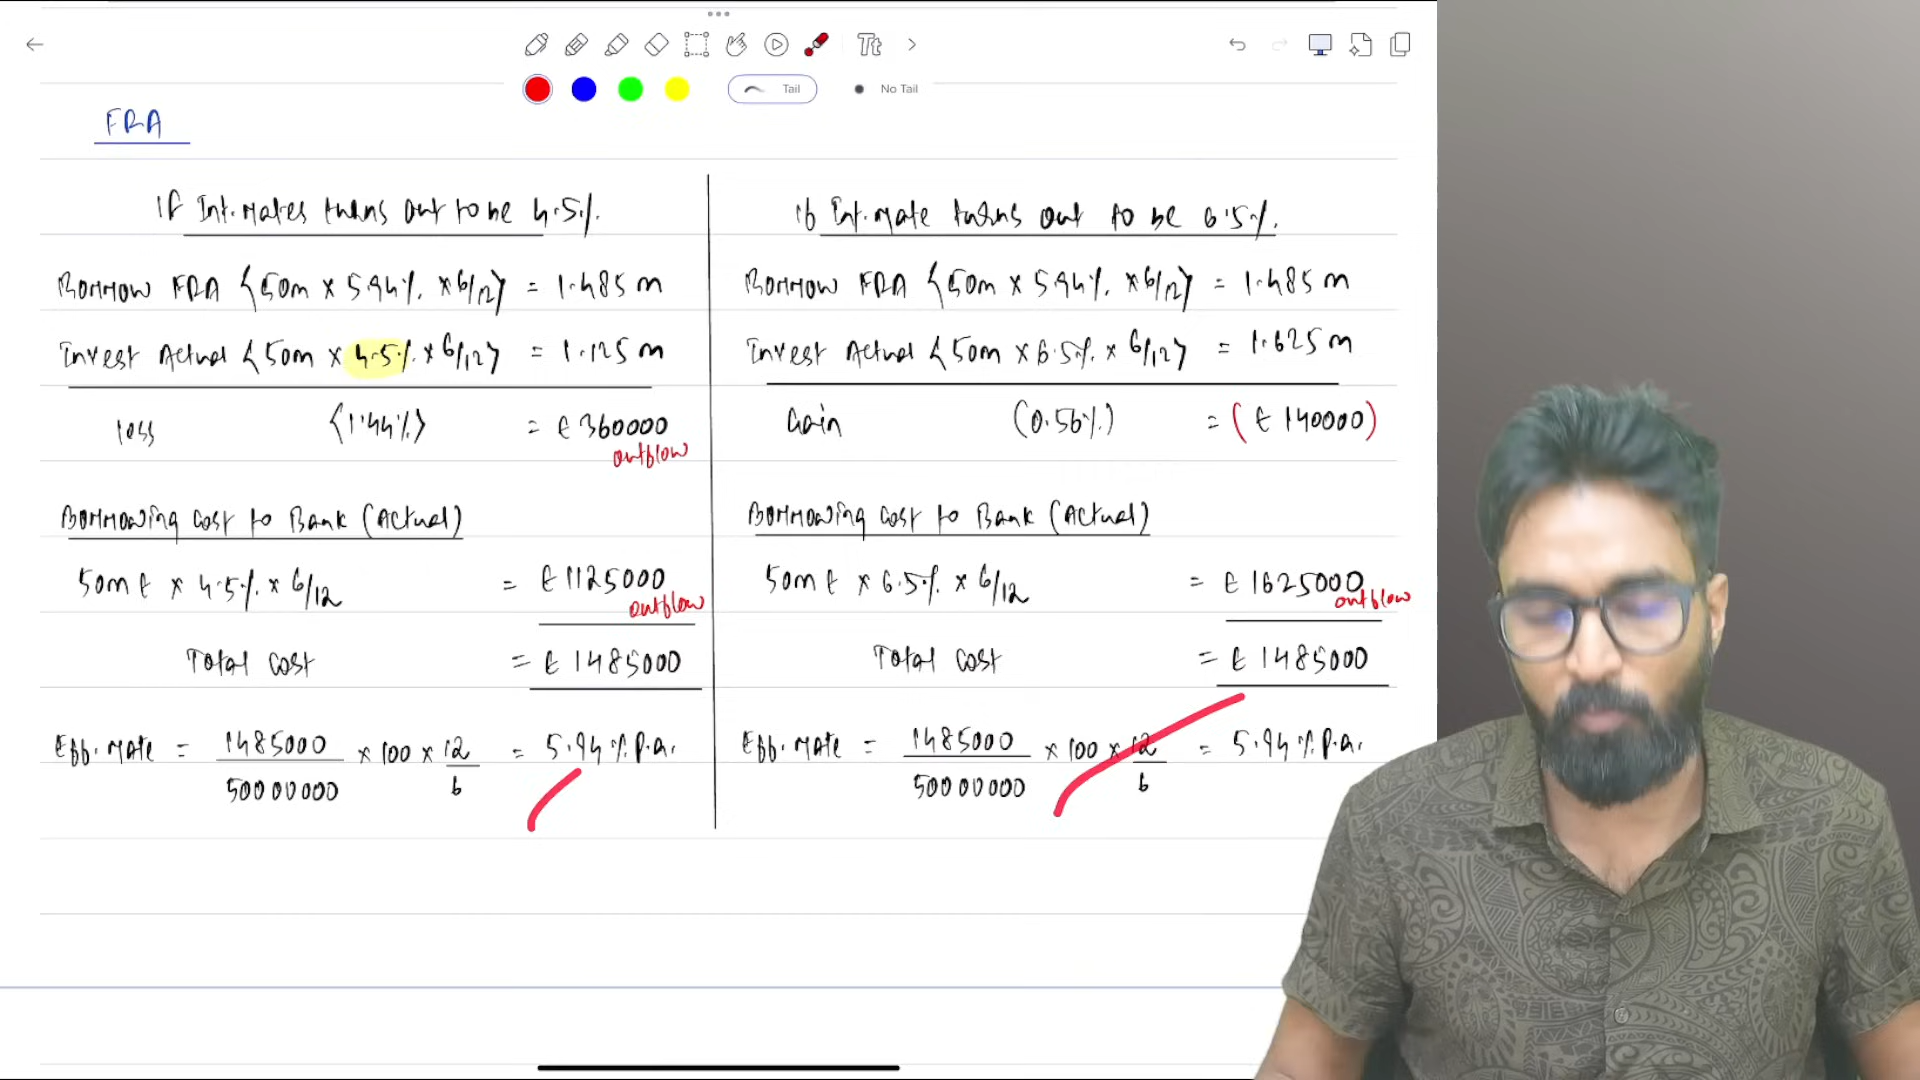 Tail
No Tail
Tt
FRA
If Int. rates turns out to be 4.5%.
Borrow FRA {50m x 5.94%. x 6/12} = 1.485 m
Invest Actual {50m x 4.5%. x 6/12} = 1.125 m
loss (1.44%) = € 360000
outflow
Borrowing Cost to Bank (Actual)
50m € x 4.5%. x 6/12 = € 1125000
outflow
Total Cost = € 1485000
Eff. rate = 1485000/50000000 x 100 x 12/6 = 5.94% p.a.
If Int. rate turns out to be 6.5%.
Borrow FRA {50m x 5.94%. x 6/12} = 1.485 m
Invest Actual {50m x 6.5%. x 6/12} = 1.625 m
Gain (0.56%) = (€ 140000)
Borrowing Cost to Bank (Actual)
50m € x 6.5%. x 6/12 = € 1625000
outflow
Total Cost = € 1485000
Eff. rate = 1485000/50000000 x 100 x 12/6 = 5.94% p.a.